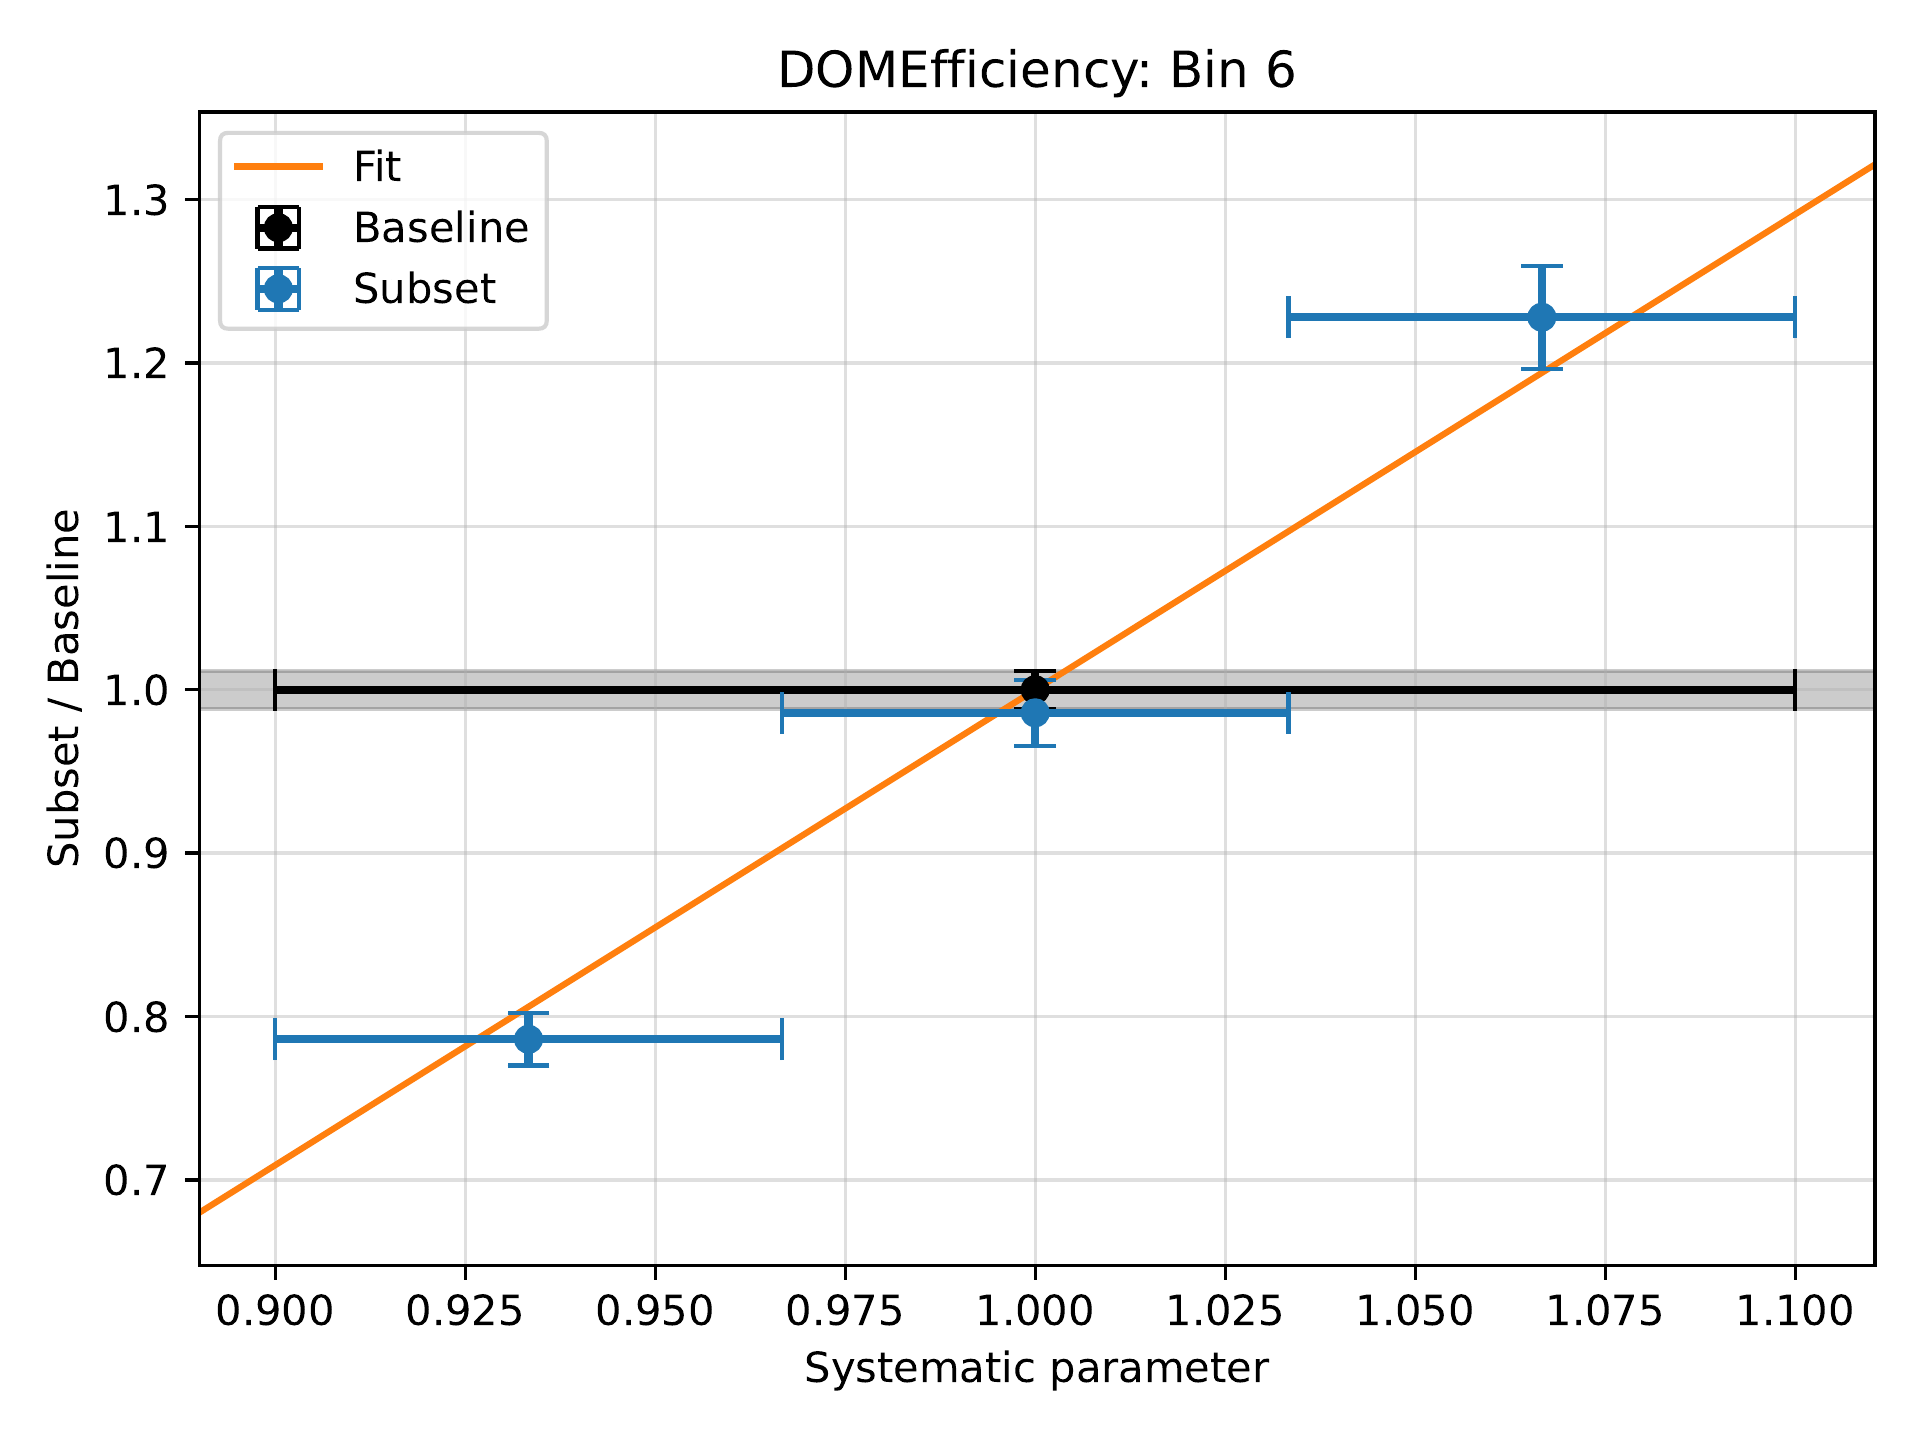 DOMEfficiency: Bin 6
Fit
Baseline
Subset
Subset / Baseline
1.3
1.2
1.1
1.0
0.9
0.8
0.7
0.900 0.925 0.950 0.975 1.000 1.025 1.050 1.075 1.100
Systematic parameter